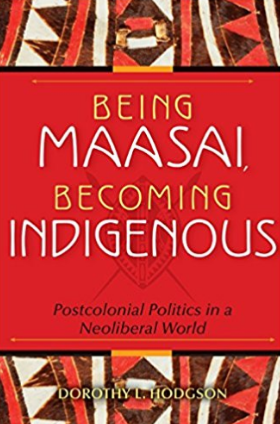 BEING
MAASAI,
BECOMING
INDIGENOUS
Postcolonial Politics in a
Neoliberal World
DOROTHY L. HODGSON